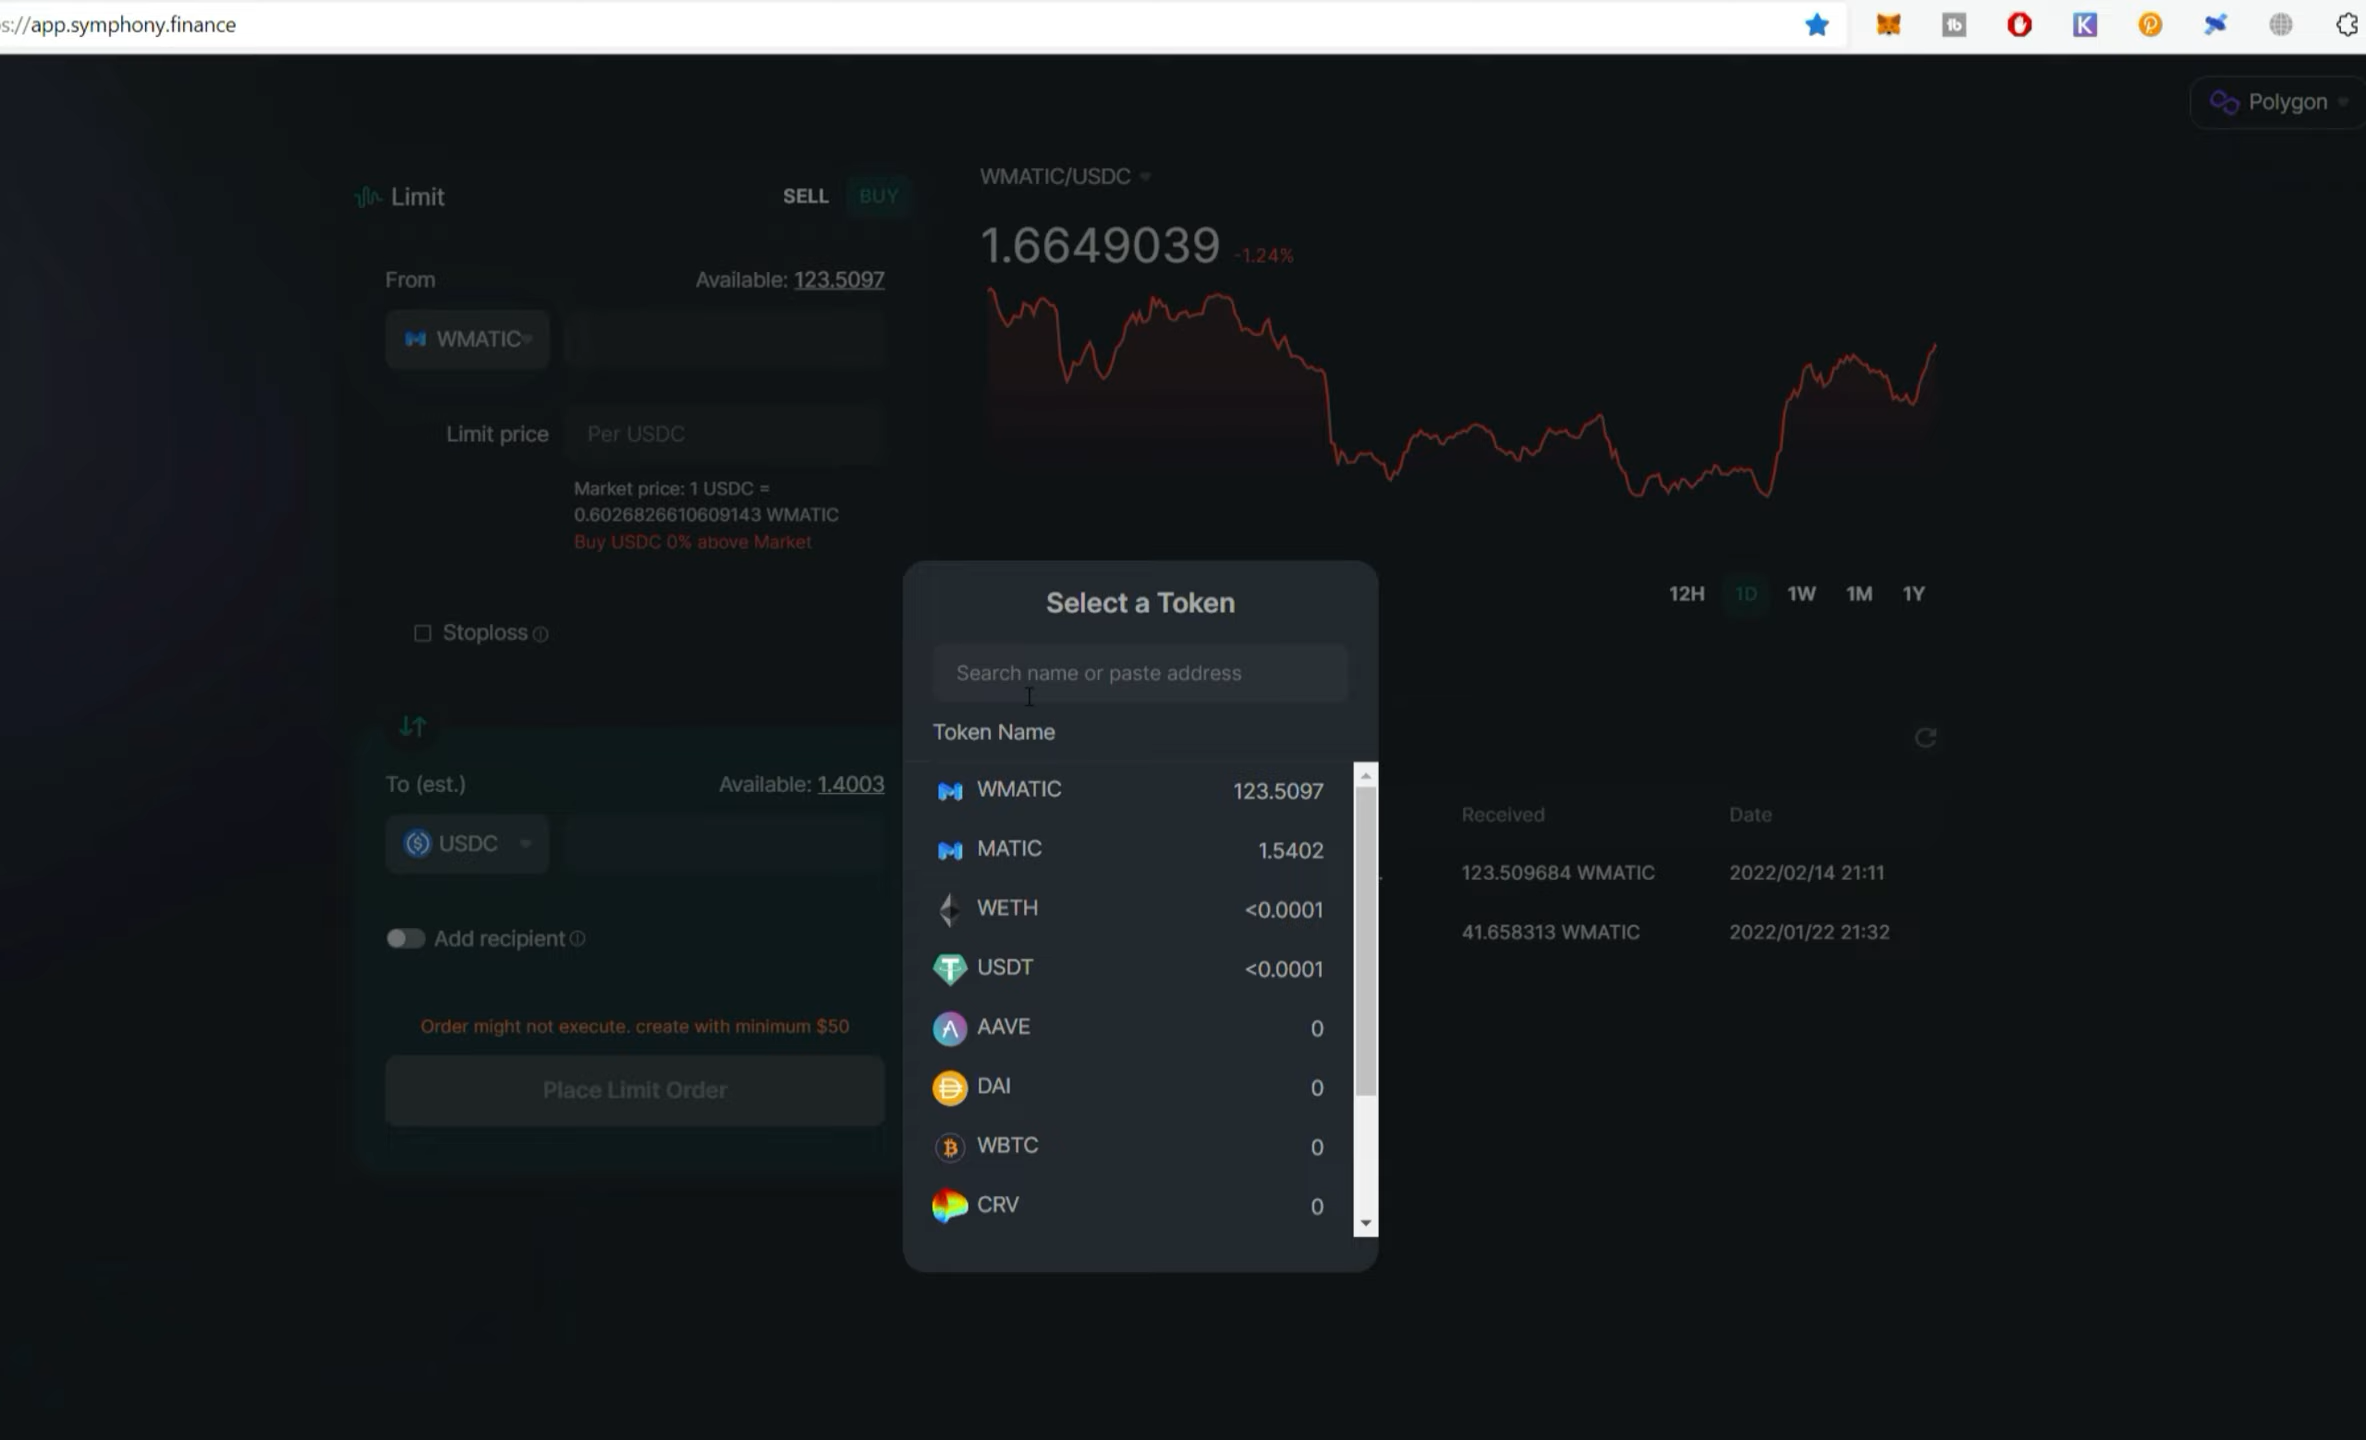 s://app.symphony.finance
Polygon
Limit
SELL
BUY
From
Available: 123.5097
WMATIC
Limit price
Per USDC
Market price: 1 USDC =
0.6026826610609143 WMATIC
Buy USDC 0% above Market
Stoploss
To (est.)
Available: 1.4003
USDC
Add recipient
Order might not execute. create with minimum $50
Place Limit Order
WMATIC/USDC
1.6649039 -1.24%
12H
1D
1W
1M
1Y
Received
Date
123.509684 WMATIC
2022/02/14 21:11
41.658313 WMATIC
2022/01/22 21:32
Select a Token
Search name or paste address
Token Name
WMATIC 123.5097
MATIC 1.5402
WETH <0.0001
USDT <0.0001
AAVE 0
DAI 0
WBTC 0
CRV 0